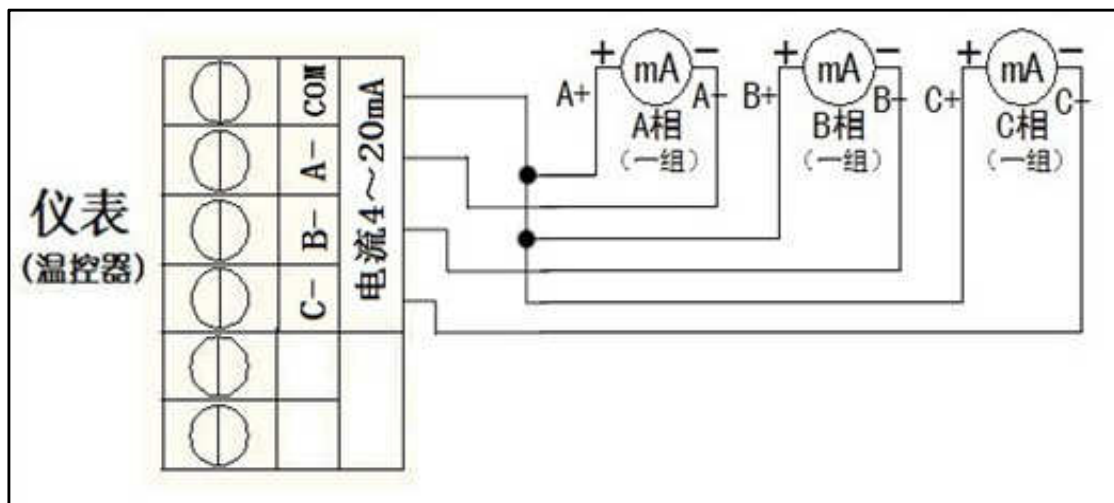 仪表
(温控器)
COM
A-
B-
C-
电流4～20mA
+ mA -
A+ A-
A相
(一组)
+ mA -
B+ B-
B相
(一组)
+ mA -
C+ C-
C相
(一组)